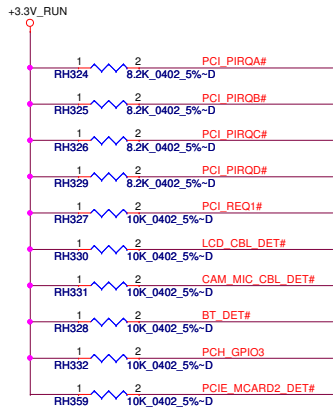 +3.3V_RUN
1 2 PCI_PIRQA#
RH324 8.2K_0402_5%~D
1 2 PCI_PIRQB#
RH325 8.2K_0402_5%~D
1 2 PCI_PIRQC#
RH326 8.2K_0402_5%~D
1 2 PCI_PIRQD#
RH329 8.2K_0402_5%~D
1 2 PCI_REQ1#
RH327 10K_0402_5%~D
1 2 LCD_CBL_DET#
RH330 10K_0402_5%~D
1 2 CAM_MIC_CBL_DET#
RH331 10K_0402_5%~D
1 2 BT_DET#
RH328 10K_0402_5%~D
1 2 PCH_GPIO3
RH332 10K_0402_5%~D
1 2 PCIE_MCARD2_DET#
RH359 10K_0402_5%~D